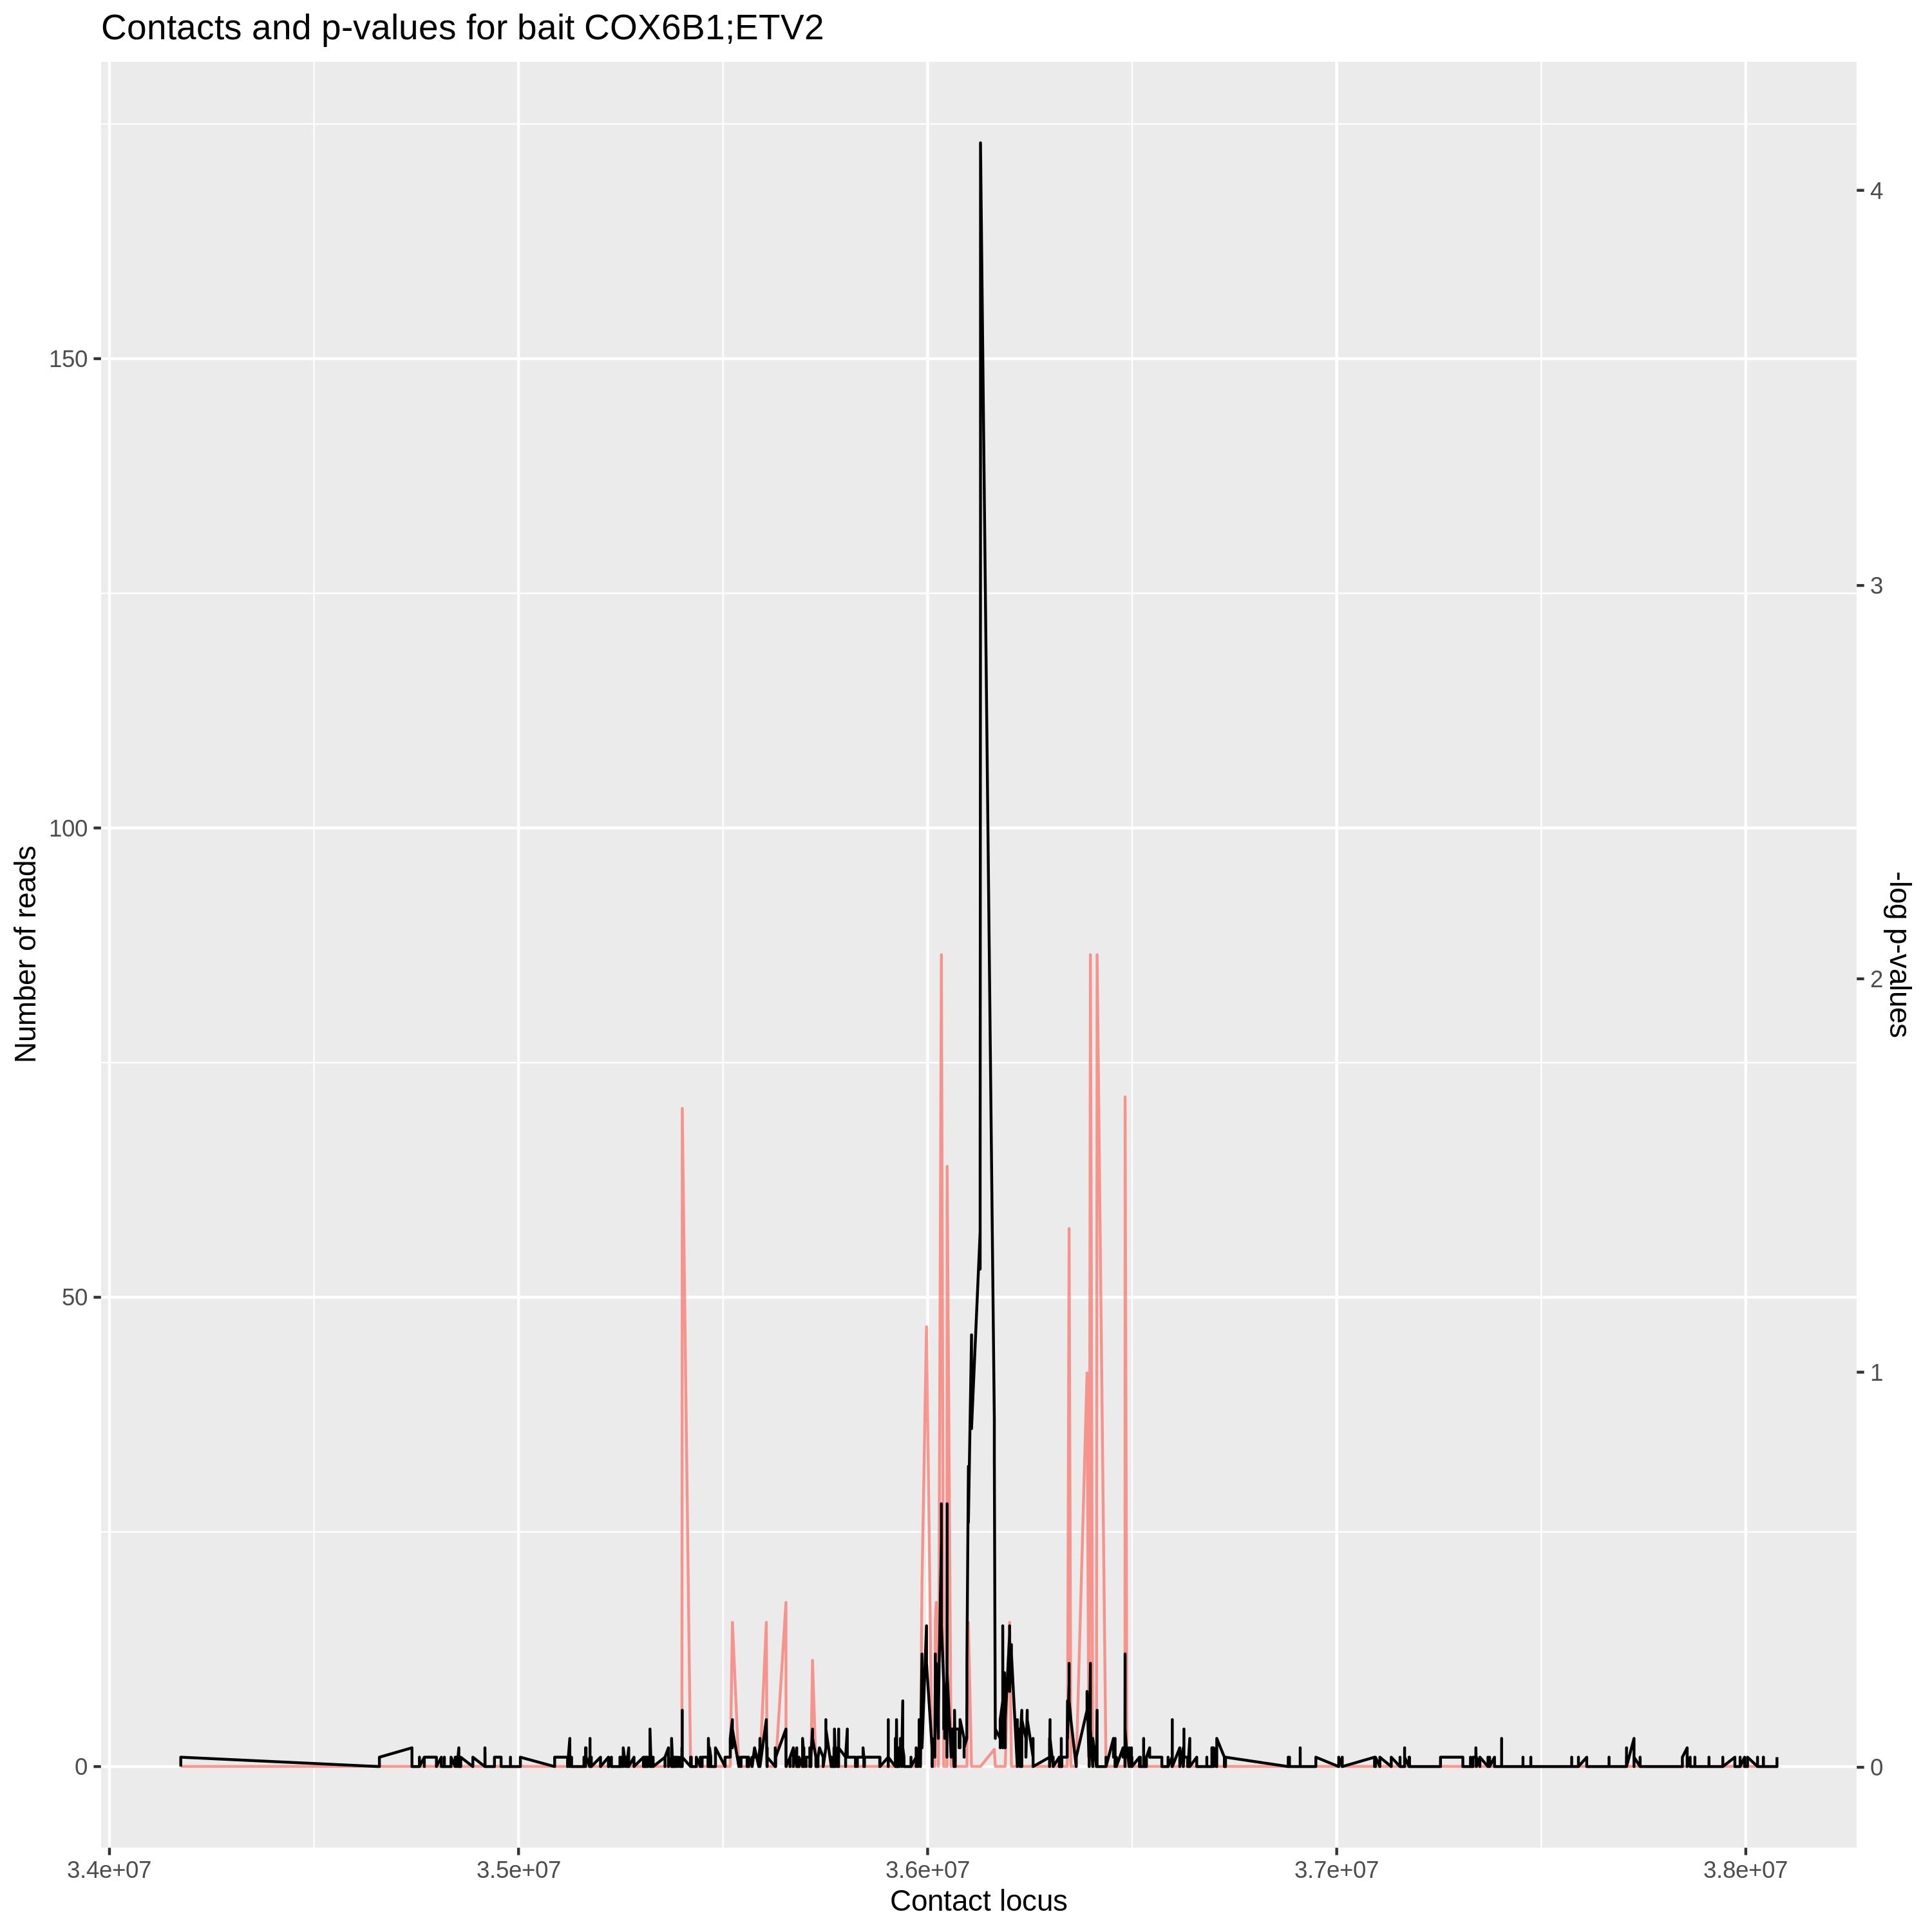 Contacts and p-values for bait COX6B1;ETV2
150
100
50
0
Number of reads
4
3
2
1
0
-log p-values
3.4e+07
3.5e+07
3.6e+07
3.7e+07
3.8e+07
Contact locus